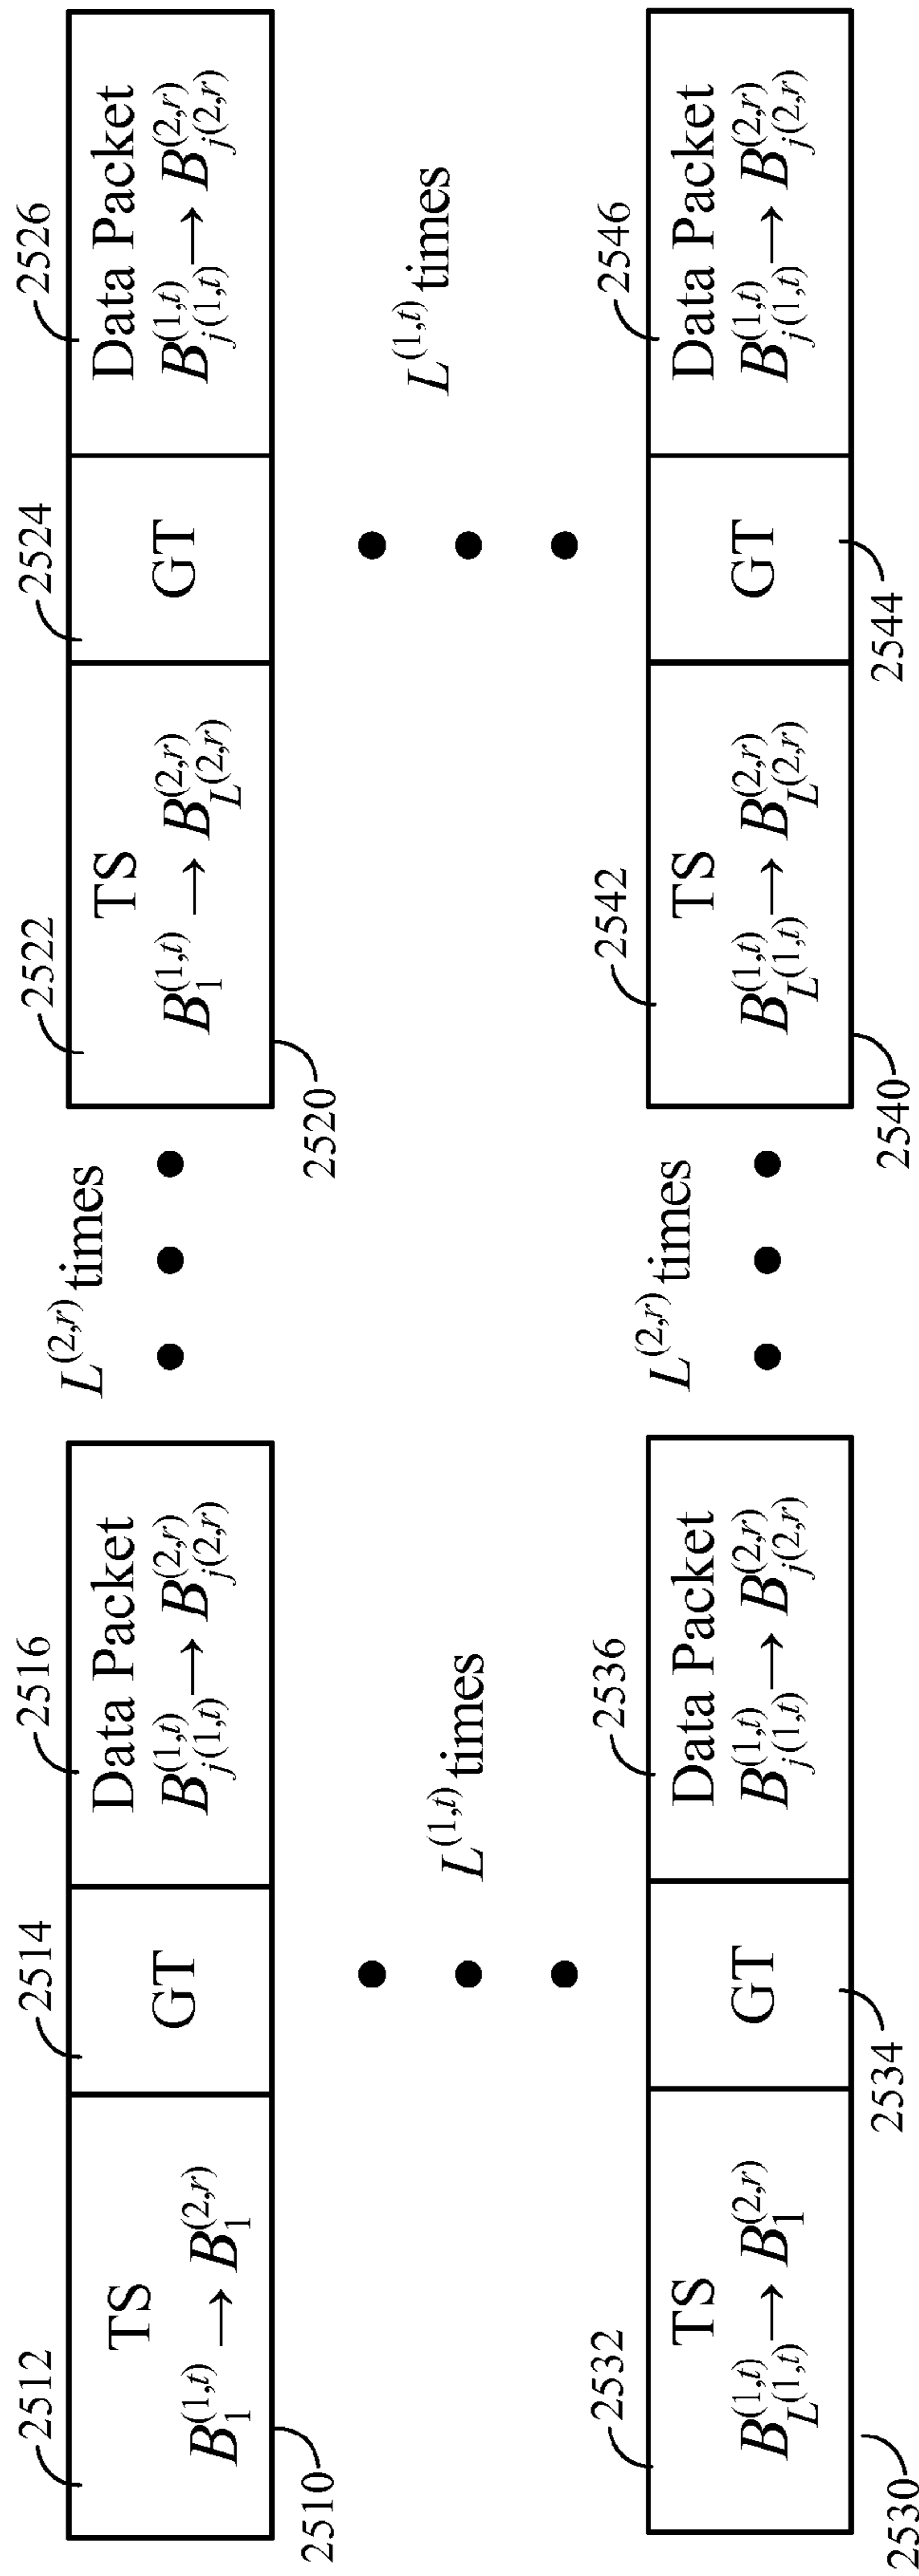 2512
2514
2516
TS
B_1^{(1,t)} → B_1^{(2,r)}
GT
Data Packet
B_{j^{(1,t)}}^{(1,t)} → B_{j^{(2,r)}}^{(2,r)}
2510
L^{(2,r)} times
2522
2524
2526
TS
B_1^{(1,t)} → B_{L^{(2,r)}}^{(2,r)}
GT
Data Packet
B_{j^{(1,t)}}^{(1,t)} → B_{j^{(2,r)}}^{(2,r)}
2520
L^{(1,t)} times
L^{(1,t)} times
2532
2536
TS
B_{L^{(1,t)}}^{(1,t)} → B_1^{(2,r)}
GT
Data Packet
B_{j^{(1,t)}}^{(1,t)} → B_{j^{(2,r)}}^{(2,r)}
2530
2534
L^{(2,r)} times
2542
2546
TS
B_{L^{(1,t)}}^{(1,t)} → B_{L^{(2,r)}}^{(2,r)}
GT
Data Packet
B_{j^{(1,t)}}^{(1,t)} → B_{j^{(2,r)}}^{(2,r)}
2540
2544